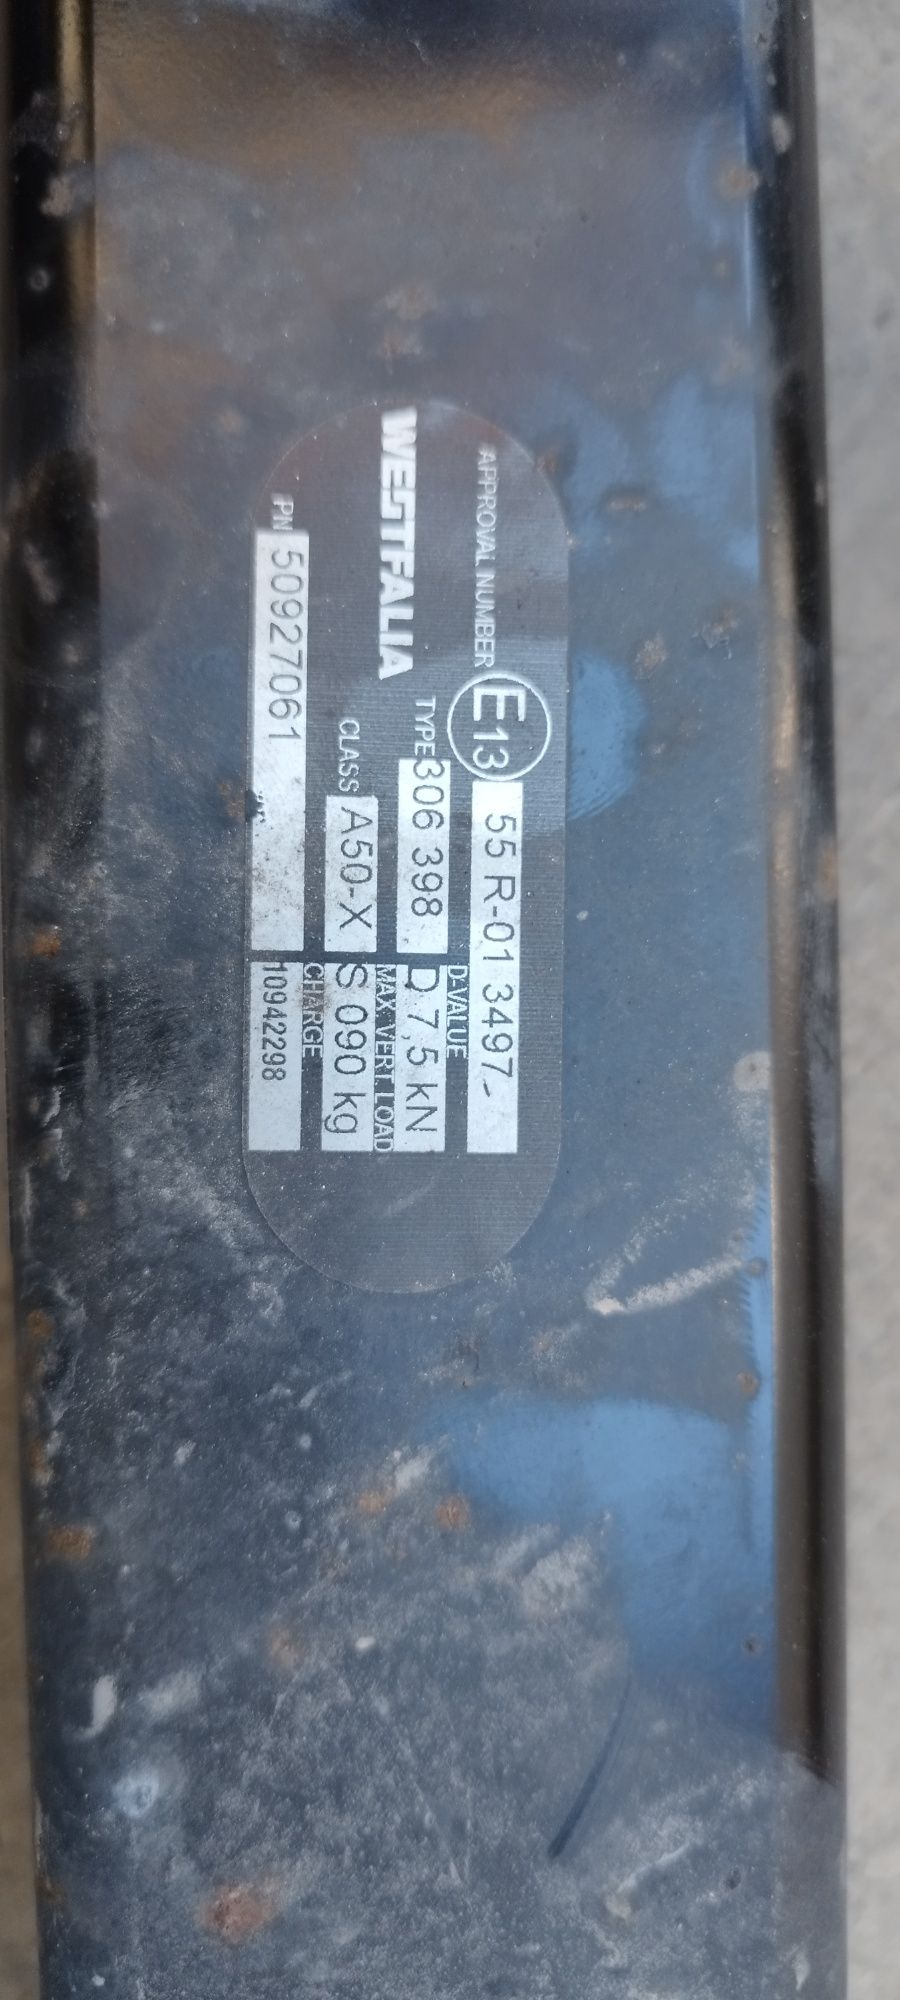 APPROVAL NUMBER E13 55 R-01 3497-
WESTFALIA TYPE 306 398 D-VALUE D 7,5 kN
CLASS A50-X MAX. VERT. LOAD S 090 kg
PN 50927061 CHARGE 10942298